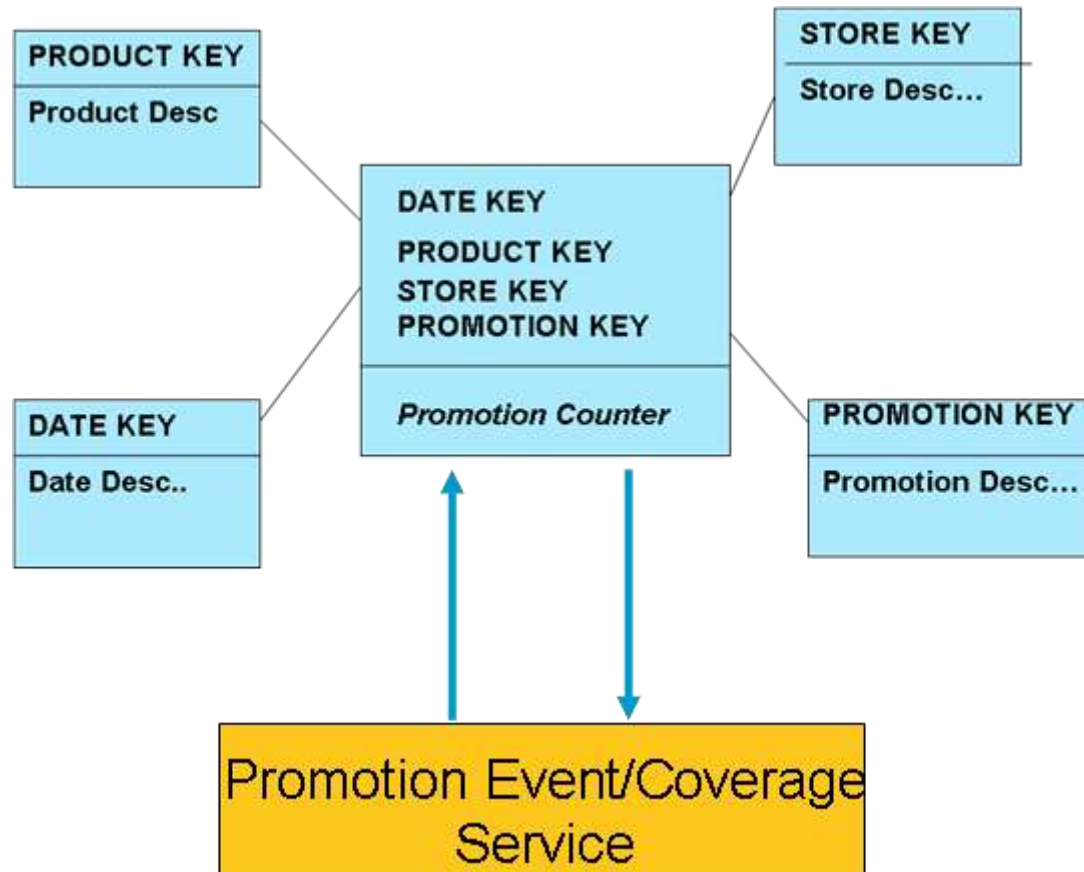 PRODUCT KEY
Product Desc
STORE KEY
Store Desc...
DATE KEY
PRODUCT KEY
STORE KEY
PROMOTION KEY
Promotion Counter
DATE KEY
Date Desc..
PROMOTION KEY
Promotion Desc...
Promotion Event/Coverage
Service